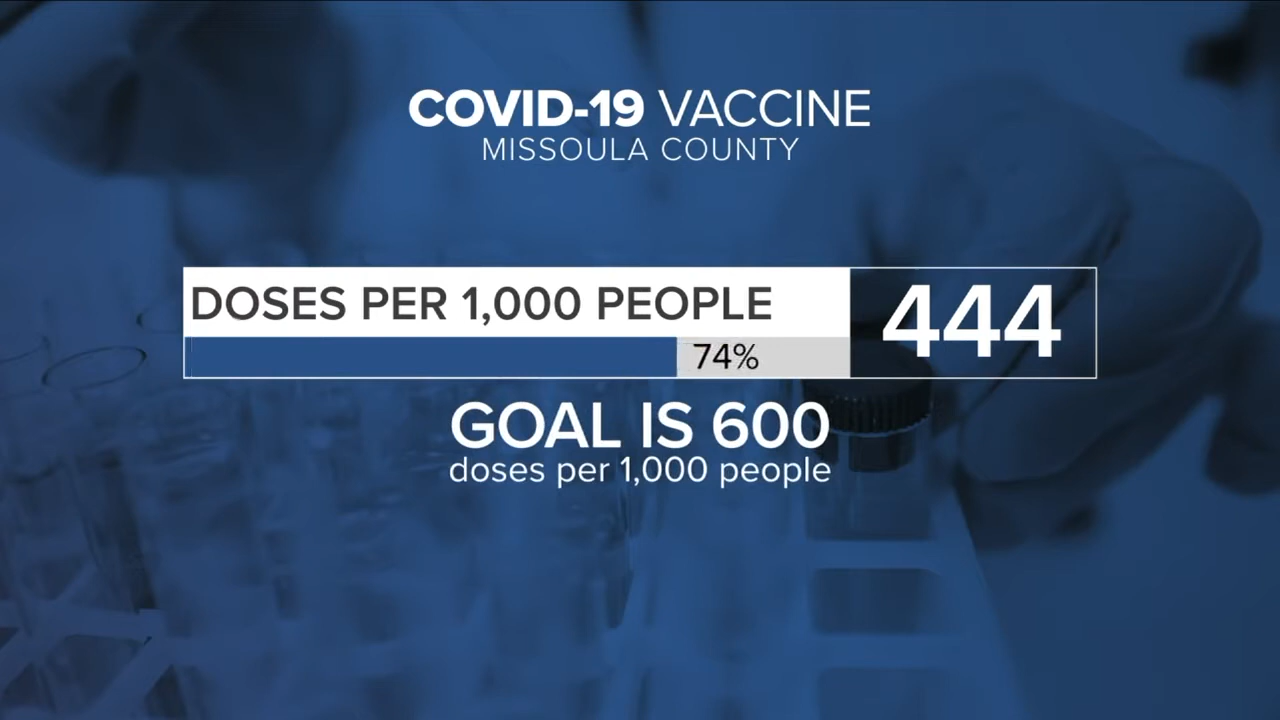 COVID-19 VACCINE
MISSOULA COUNTY
DOSES PER 1,000 PEOPLE
444
74%
GOAL IS 600
doses per 1,000 people